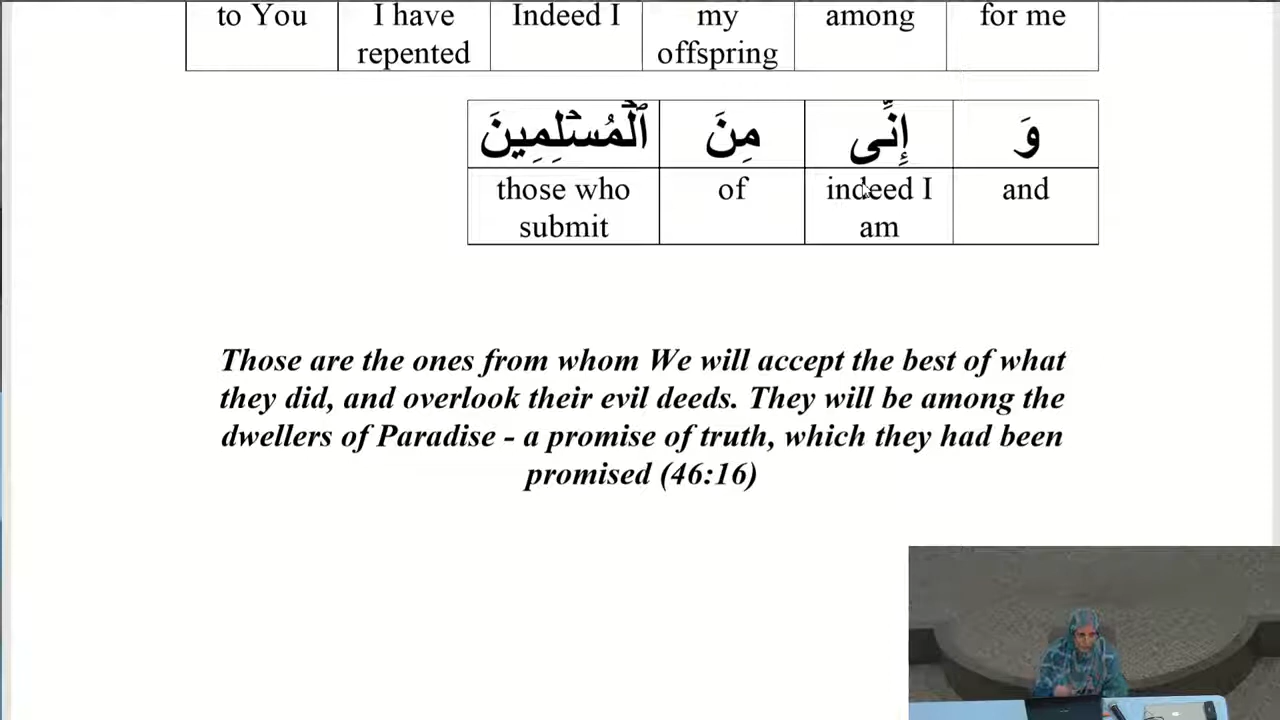 to You I have Indeed I my among for me
repented offspring
ٱلۡمُسۡلِمِينَ مِنَ إِنِّى وَ
those who of indeed I and
submit am
Those are the ones from whom We will accept the best of what
they did, and overlook their evil deeds. They will be among the
dwellers of Paradise - a promise of truth, which they had been
promised (46:16)